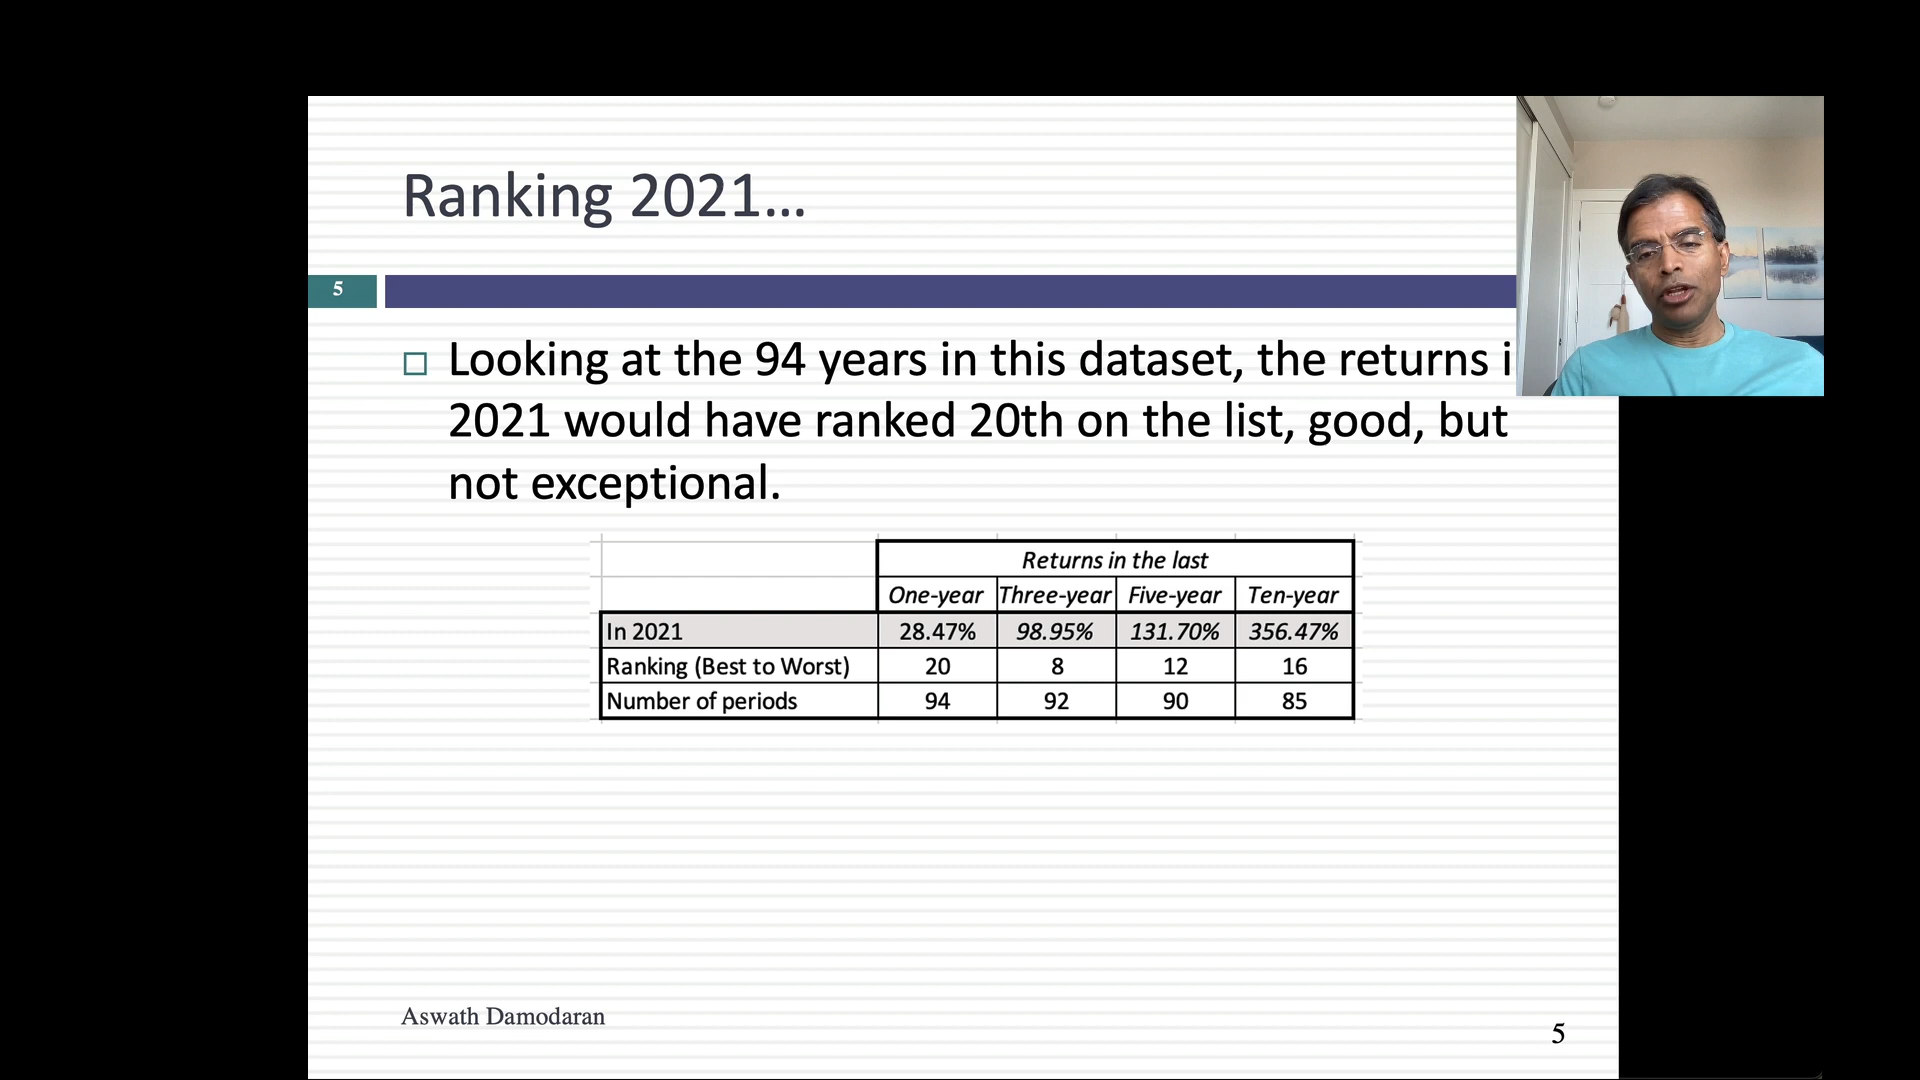 Ranking 2021...
5
Looking at the 94 years in this dataset, the returns i
2021 would have ranked 20th on the list, good, but
not exceptional.
Returns in the last
One-year Three-year Five-year Ten-year
In 2021 28.47% 98.95% 131.70% 356.47%
Ranking (Best to Worst) 20 8 12 16
Number of periods 94 92 90 85
Aswath Damodaran
5